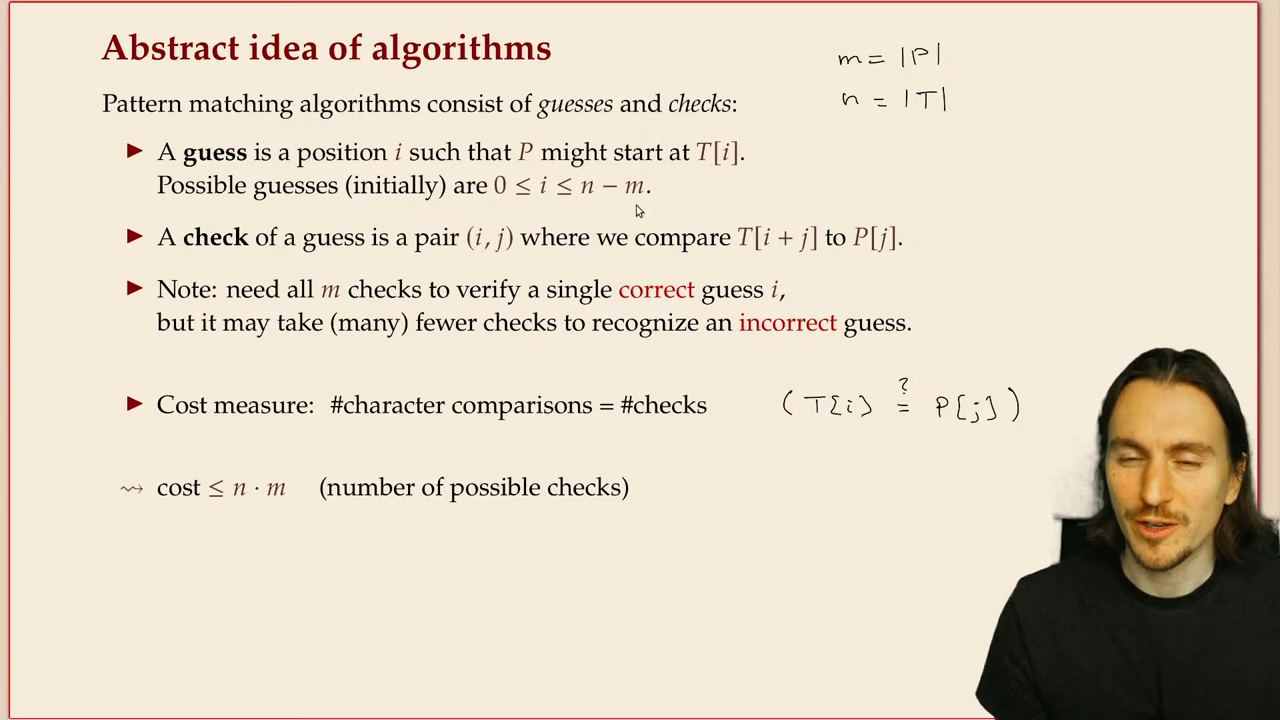 Abstract idea of algorithms
m = |P|
n = |T|
Pattern matching algorithms consist of guesses and checks:
▶ A guess is a position i such that P might start at T[i].
Possible guesses (initially) are 0 ≤ i ≤ n − m.
▶ A check of a guess is a pair (i, j) where we compare T[i + j] to P[j].
▶ Note: need all m checks to verify a single correct guess i,
but it may take (many) fewer checks to recognize an incorrect guess.
▶ Cost measure: #character comparisons = #checks (T[i] ?= P[j])
⇝ cost ≤ n · m (number of possible checks)